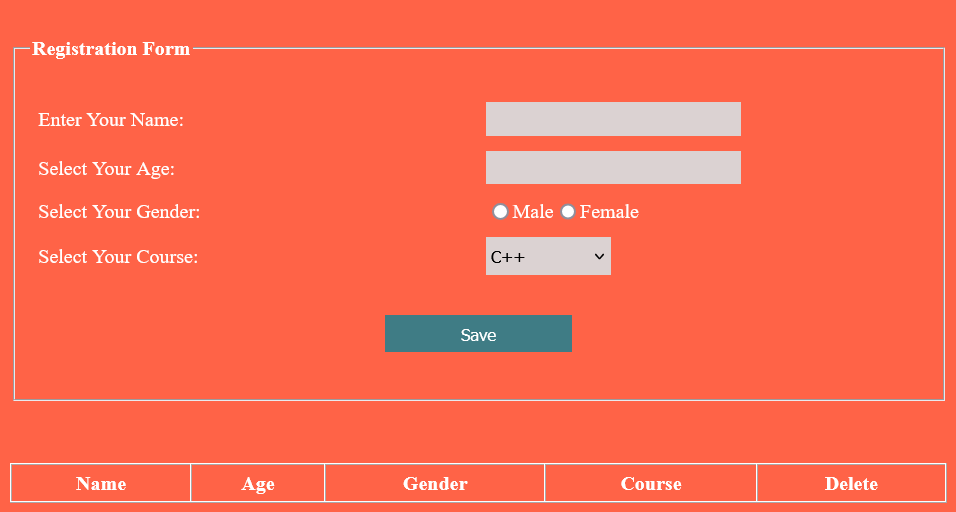 Registration Form
Enter Your Name:
Select Your Age:
Select Your Gender: Male Female
Select Your Course: C++
Save
Name Age Gender Course Delete